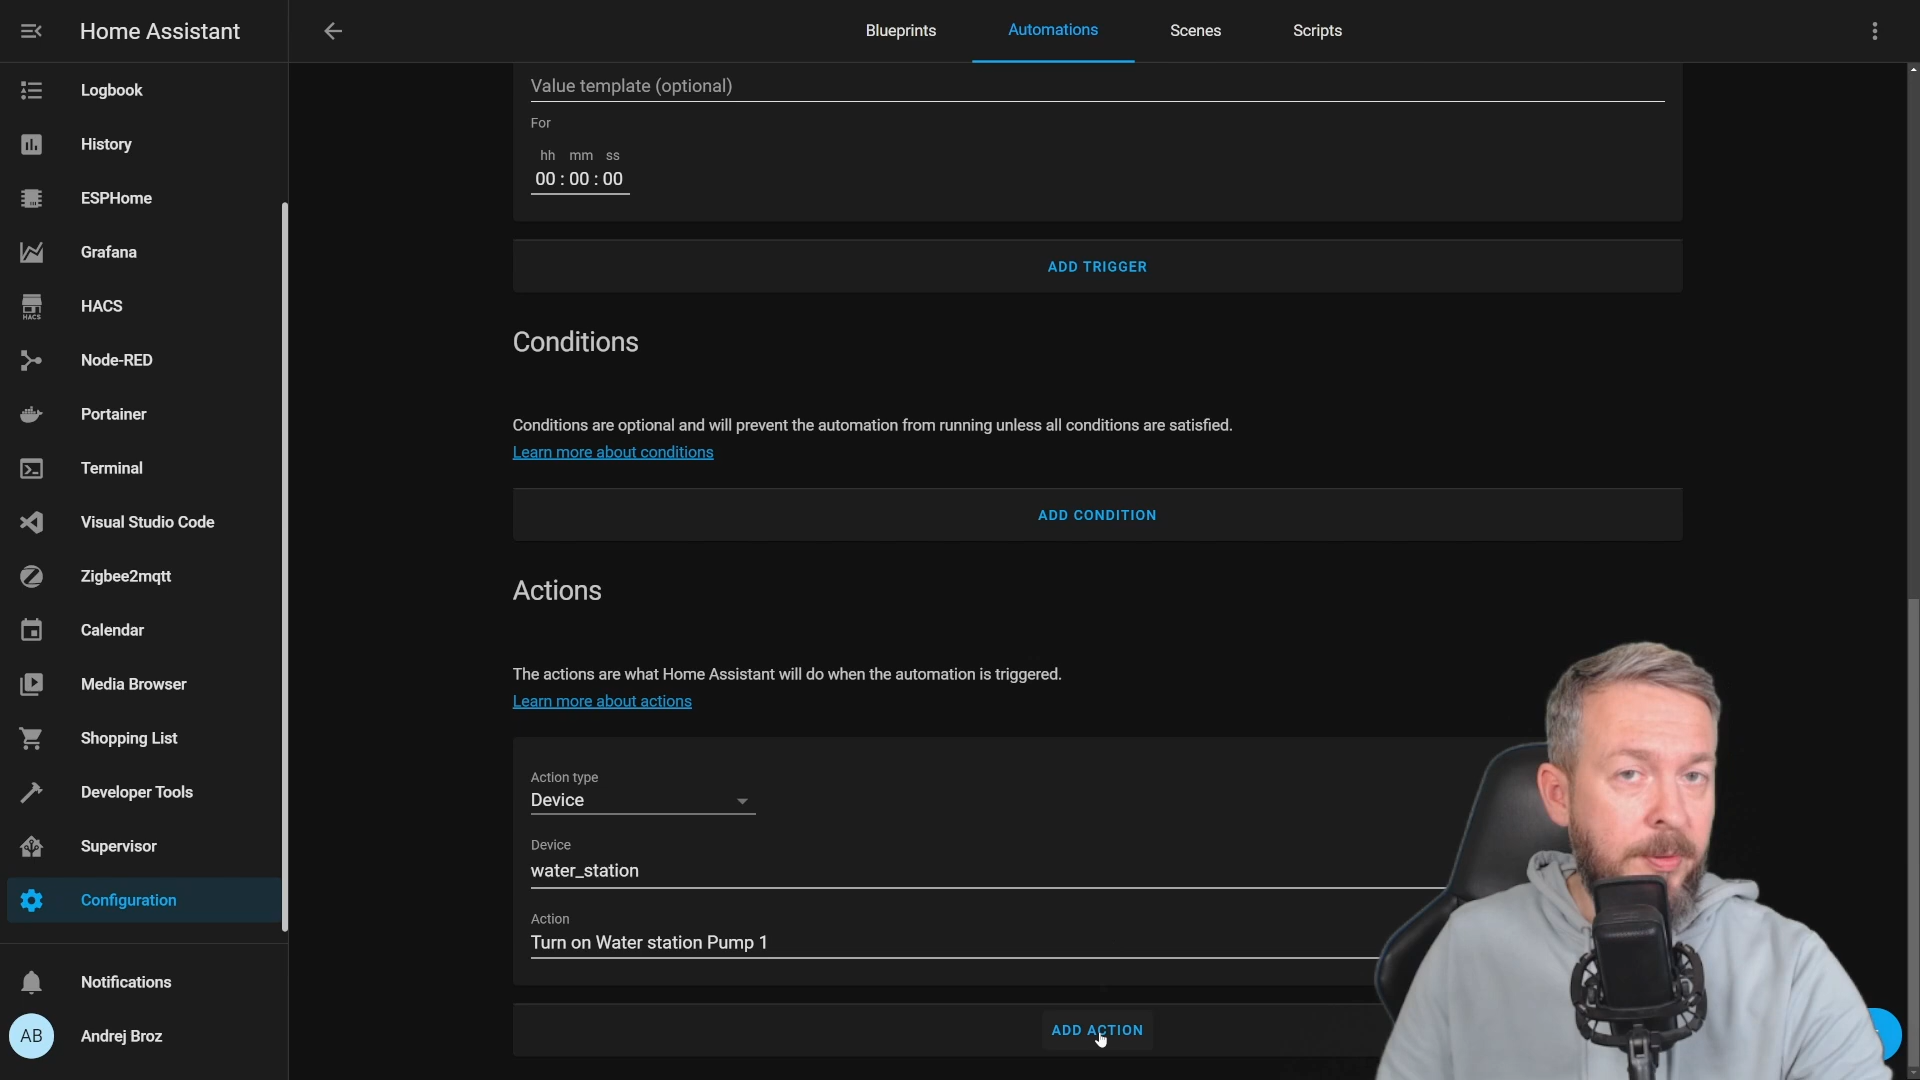 Home Assistant
Blueprints
Automations
Scenes
Scripts
Logbook
History
ESPHome
Grafana
HACS
HACS
Node-RED
Portainer
Terminal
Visual Studio Code
Zigbee2mqtt
Calendar
Media Browser
Shopping List
Developer Tools
Supervisor
Configuration
Notifications
AB
Andrej Broz
Value template (optional)
For
hh mm ss
00 : 00 : 00
ADD TRIGGER
Conditions
Conditions are optional and will prevent the automation from running unless all conditions are satisfied.
Learn more about conditions
ADD CONDITION
Actions
The actions are what Home Assistant will do when the automation is triggered.
Learn more about actions
Action type
Device
Device
water_station
Action
Turn on Water station Pump 1
ADD ACTION